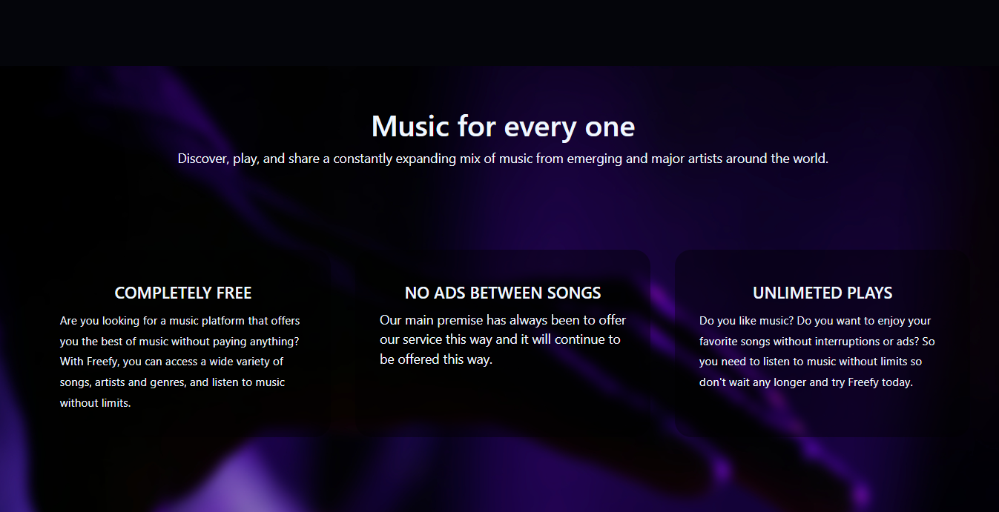 Music for every one
Discover, play, and share a constantly expanding mix of music from emerging and major artists around the world.
COMPLETELY FREE
Are you looking for a music platform that offers
you the best of music without paying anything?
With Freefy, you can access a wide variety of
songs, artists and genres, and listen to music
without limits.
NO ADS BETWEEN SONGS
Our main premise has always been to offer
our service this way and it will continue to
be offered this way.
UNLIMETED PLAYS
Do you like music? Do you want to enjoy your
favorite songs without interruptions or ads? So
you need to listen to music without limits so
don't wait any longer and try Freefy today.